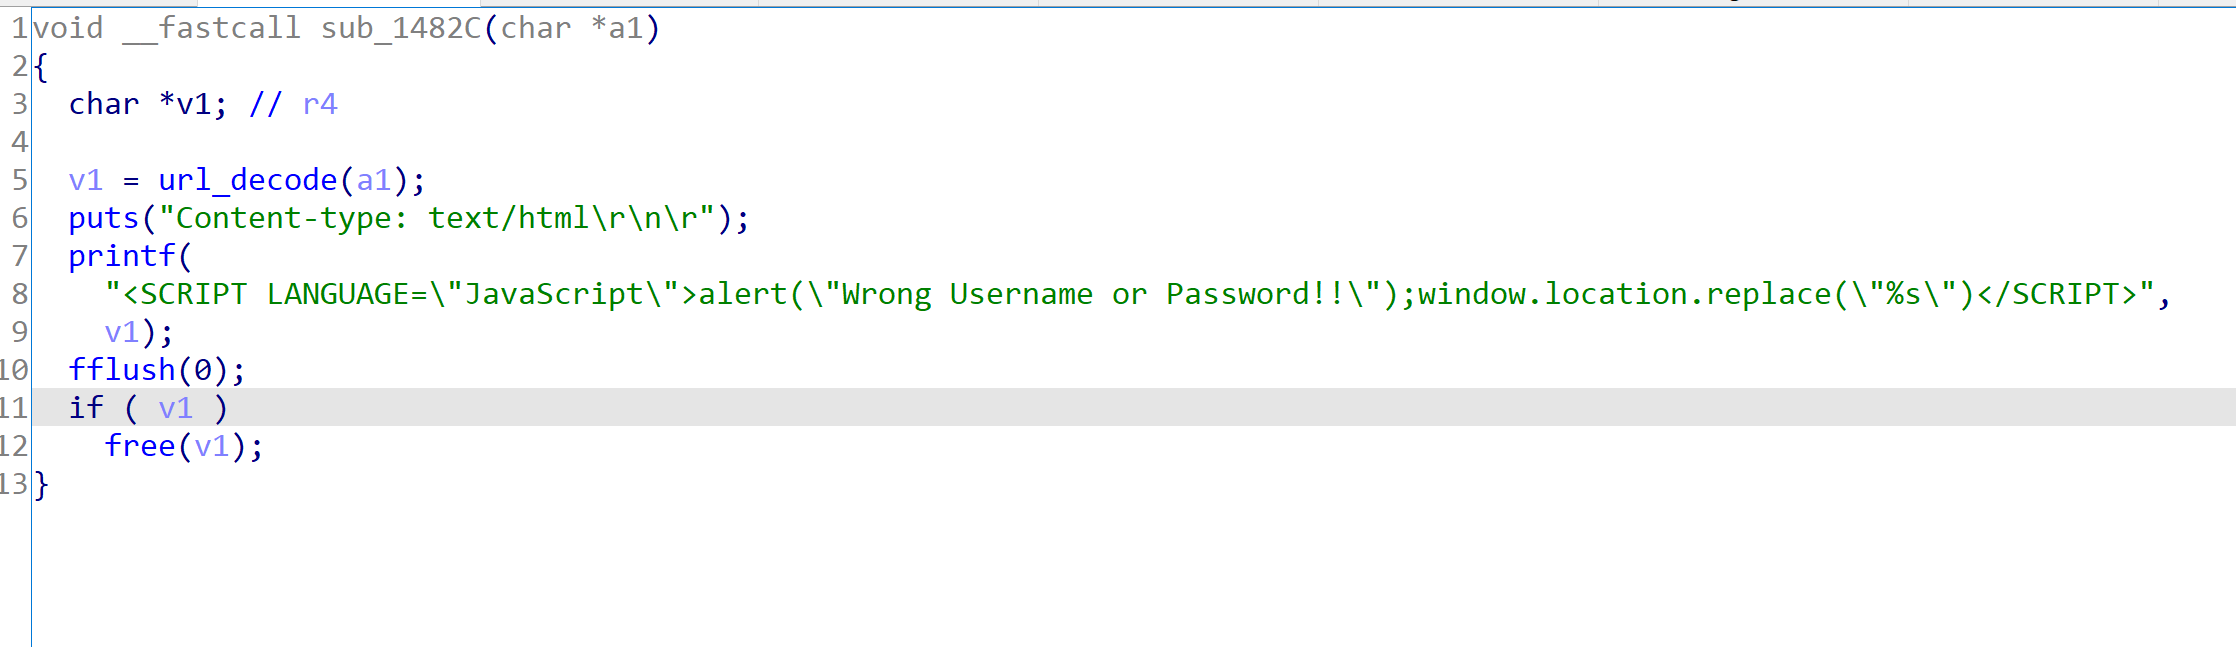 1 void __fastcall sub_1482C(char *a1)
2 {
3   char *v1; // r4
4
5   v1 = url_decode(a1);
6   puts("Content-type: text/html\r\n\r");
7   printf(
8     "<SCRIPT LANGUAGE=\"JavaScript\">alert(\"Wrong Username or Password!!\");window.location.replace(\"%s\")</SCRIPT>",
9     v1);
10   fflush(0);
11   if ( v1 )
12     free(v1);
13 }